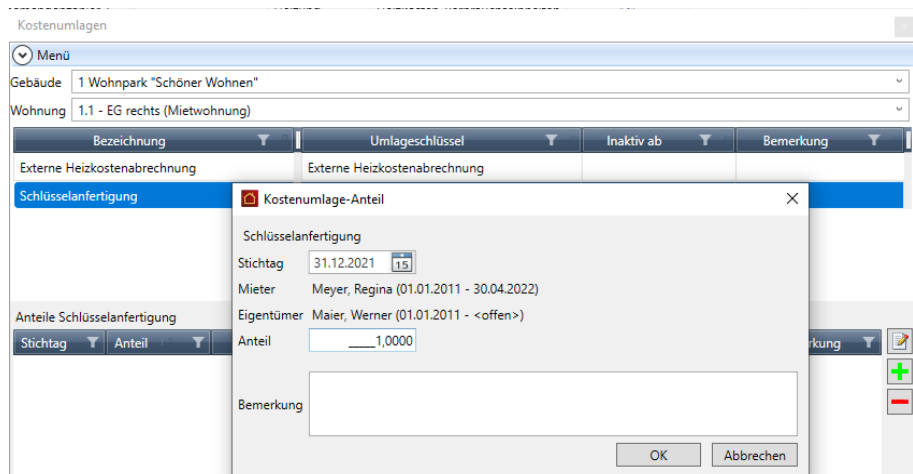 Kostenumlagen
Menü
Gebäude 1 Wohnpark "Schöner Wohnen"
Wohnung 1.1 - EG rechts (Mietwohnung)
Bezeichnung Umlageschlüssel Inaktiv ab Bemerkung
Externe Heizkostenabrechnung Externe Heizkostenabrechnung
Schlüsselanfertigung
Kostenumlage-Anteil
Schlüsselanfertigung
Stichtag 31.12.2021 15
Mieter Meyer, Regina (01.01.2011 - 30.04.2022)
Eigentümer Maier, Werner (01.01.2011 - <offen>)
Anteil ____1,0000
Bemerkung
OK Abbrechen
Anteile Schlüsselanfertigung
Stichtag Anteil rkung